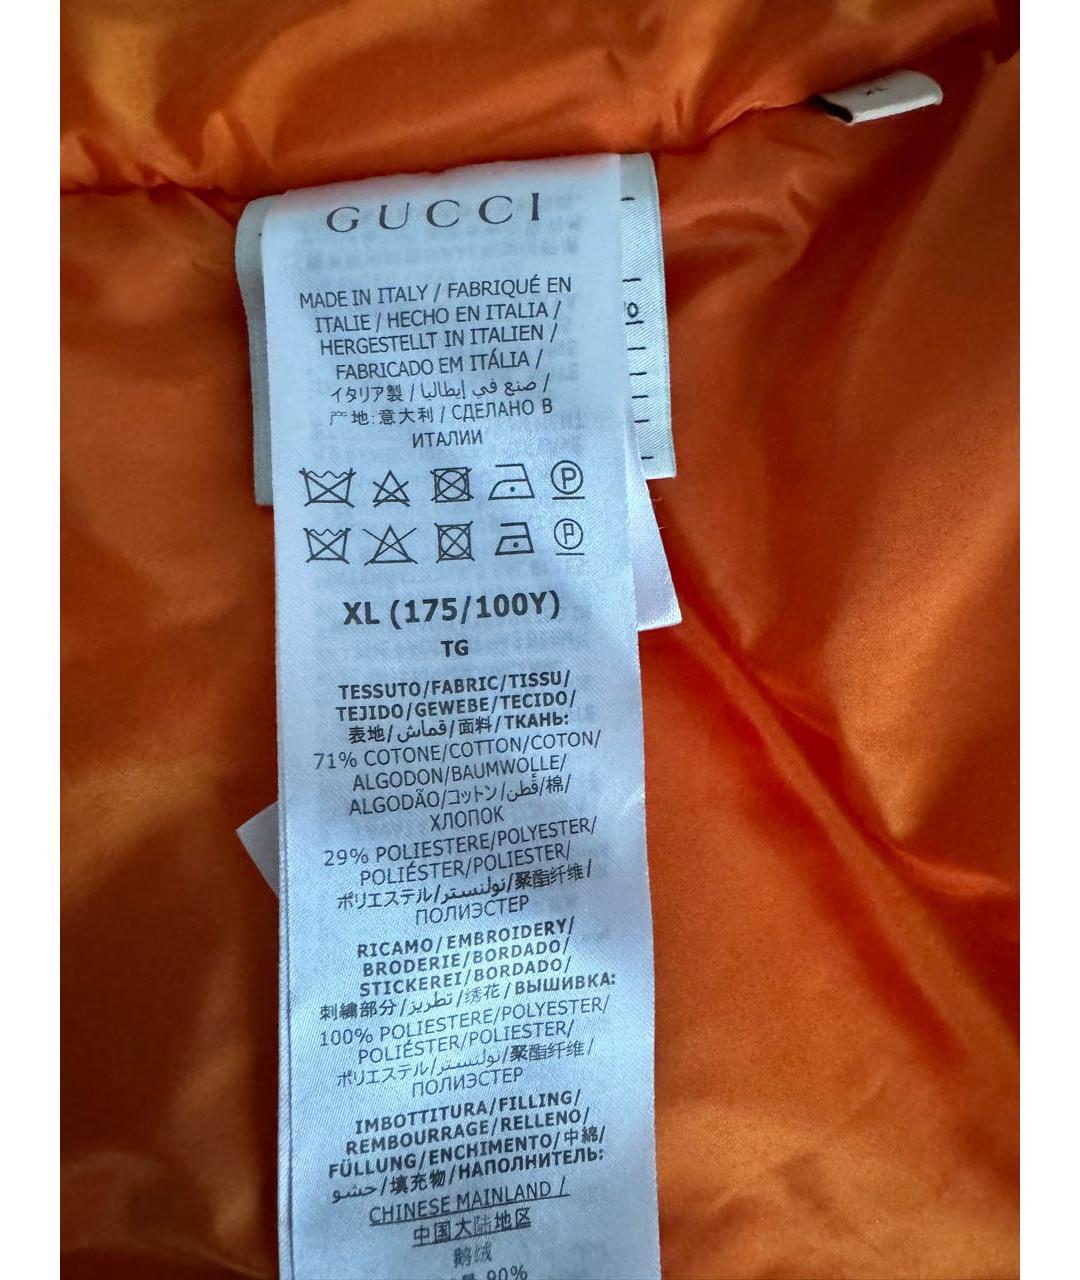 XL
GUCCI
MADE IN ITALY / FABRIQUÉ EN
ITALIE / HECHO EN ITALIA /
HERGESTELLT IN ITALIEN /
FABRICADO EM ITÁLIA /
イタリア製 / صنع في إيطاليا /
产地: 意大利 / СДЕЛАНО В
ИТАЛИИ
P
P
XL (175/100Y)
TG
TESSUTO/FABRIC/TISSU/
TEJIDO/GEWEBE/TECIDO/
表地/قماش/面料/ТКАНЬ:
71% COTONE/COTTON/COTON/
ALGODON/BAUMWOLLE/
ALGODÃO/コットン/قُطن/棉/
ХЛОПОК
29% POLIESTERE/POLYESTER/
POLIÉSTER/POLIESTER/
ポリエステル/بوليستر/聚酯纤维/
ПОЛИЭСТЕР
RICAMO/EMBROIDERY/
BRODERIE/BORDADO/
STICKEREI/BORDADO/
刺繍部分/تطريز/绣花/ВЫШИВКА:
100% POLIESTERE/POLYESTER/
POLIÉSTER/POLIESTER/
ポリエステル/بوليستر/聚酯纤维/
ПОЛИЭСТЕР
IMBOTTITURA/FILLING/
REMBOURRAGE/RELLENO/
FÜLLUNG/ENCHIMENTO/中綿/
حشو/填充物/НАПОЛНИТЕЛЬ:
CHINESE MAINLAND /
中国大陆地区
鹅绒
90%